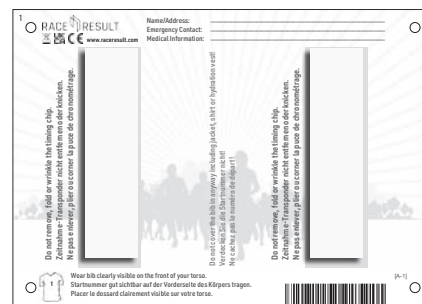 1
RACE RESULT
www.raceresult.com
Name/Address:
Emergency Contact:
Medical Information:
Do not remove, fold or wrinkle the timing chip.
Zeitnahme-Transponder nicht entfernen oder knicken.
Ne pas enlever, plier ou corner la puce de chronométrage.
Do not cover the bib in anyway including jacket, shirt or hydration vest!
Verdecken Sie die Startnummer nicht!
Ne cachez pas le numéro de départ!
Do not remove, fold or wrinkle the timing chip.
Zeitnahme-Transponder nicht entfernen oder knicken.
Ne pas enlever, plier ou corner la puce de chronométrage.
1
Wear bib clearly visible on the front of your torso.
Startnummer gut sichtbar auf der Vorderseite des Körpers tragen.
Placer le dossard clairement visible sur votre torso.
[A-1]